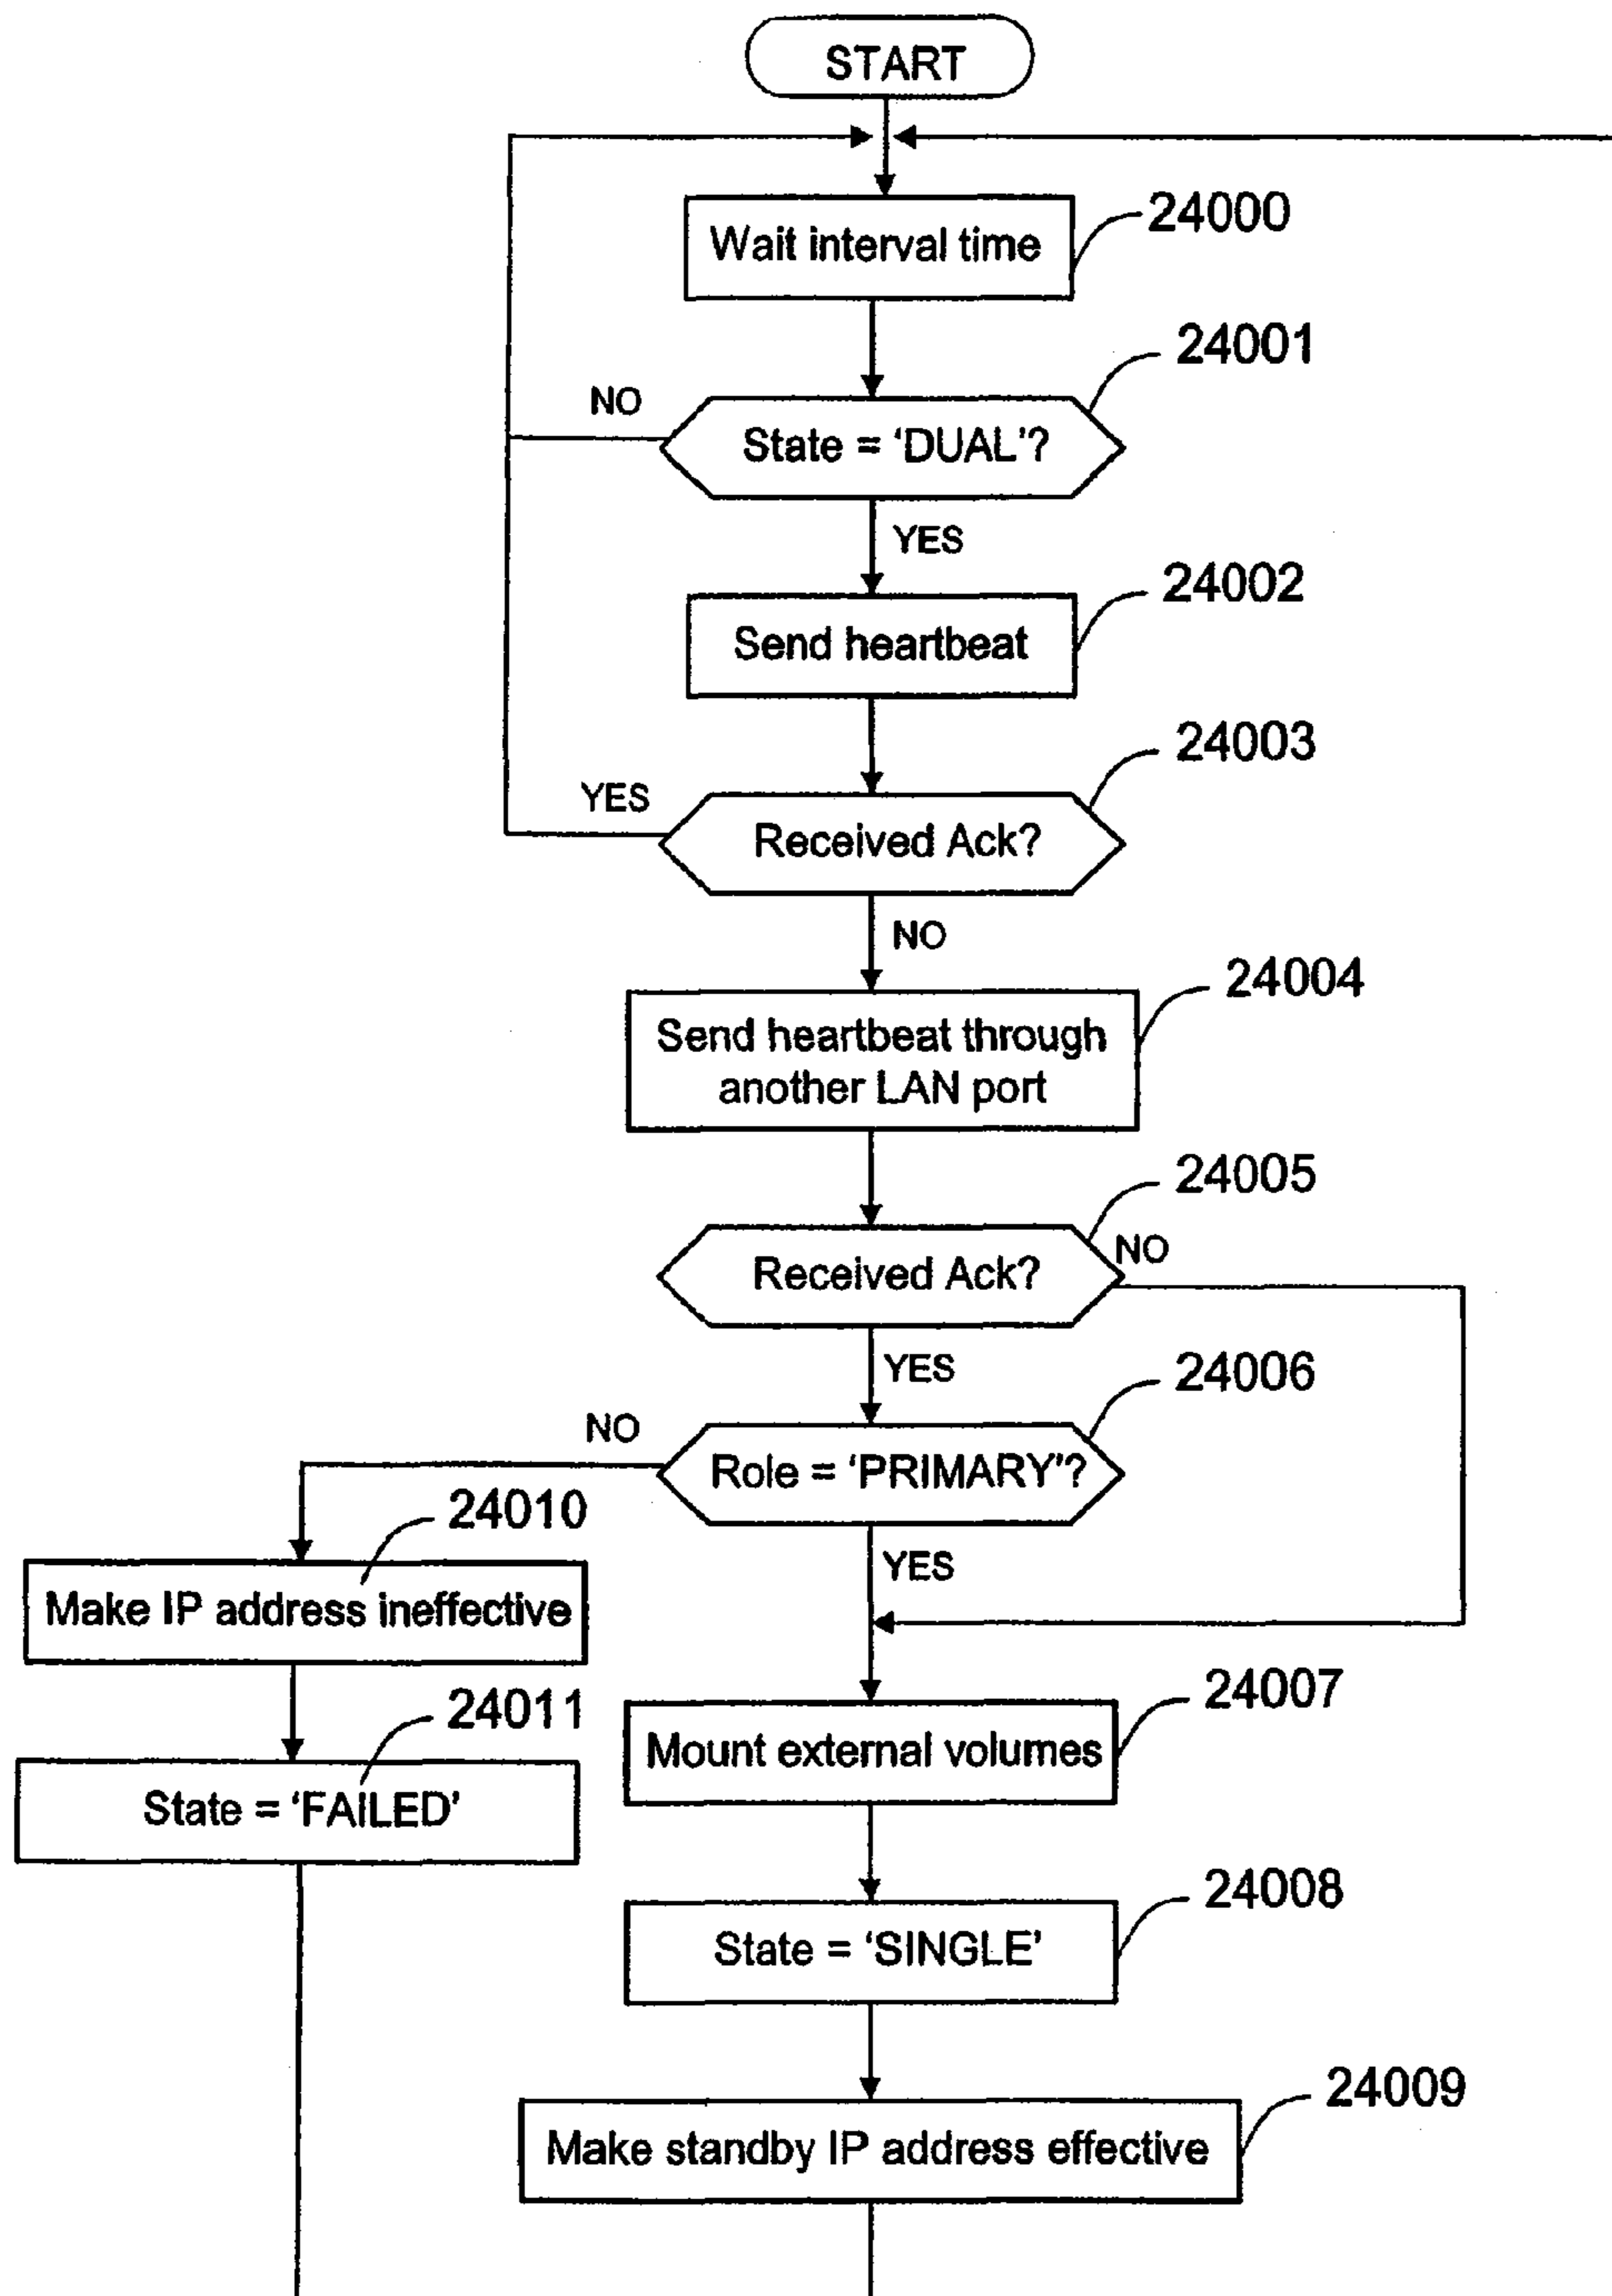 START
24000
Wait interval time
24001
NO
State = 'DUAL'?
YES
24002
Send heartbeat
24003
YES
Received Ack?
NO
24004
Send heartbeat through
another LAN port
24005
NO
Received Ack?
YES
24006
NO
Role = 'PRIMARY'?
24010
YES
Make IP address ineffective
24007
24011
Mount external volumes
State = 'FAILED'
24008
State = 'SINGLE'
24009
Make standby IP address effective